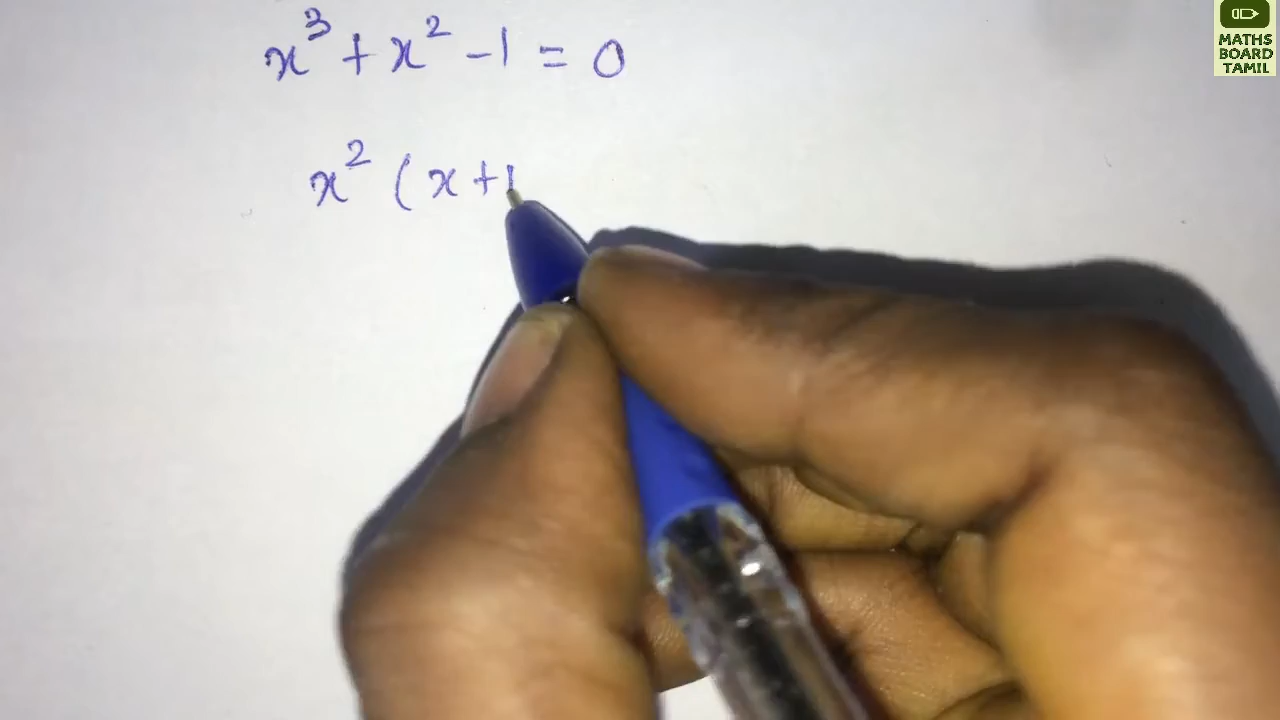 x³ + x² - 1 = 0
x² ( x + 1
MATHS
BOARD
TAMIL